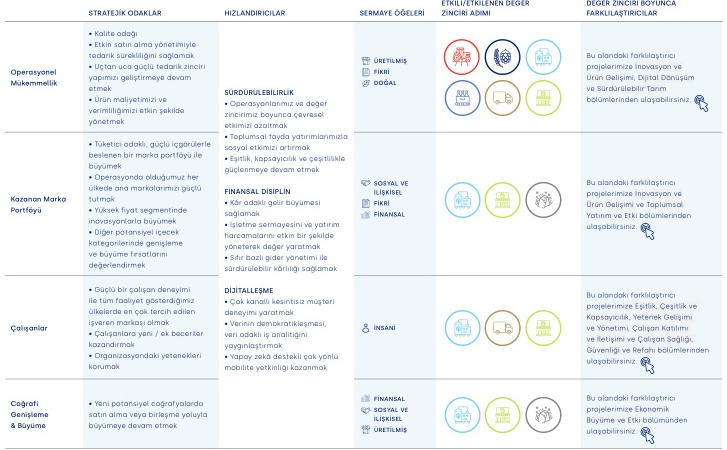 STRATEJİK ODAKLAR
HIZLANDIRICILAR
SERMAYE ÖĞELERİ
ETKİLİ/ETKİLENEN DEĞER
ZİNCİRİ ADIMI
DEĞER ZİNCİRİ BOYUNCA
FARKLILAŞTIRICILAR
Operasyonel
Mükemmellik
• Kalite odağı
• Etkin satın alma yönetimiyle
tedarik sürekliliğini sağlamak
• Uçtan uca güçlü tedarik zinciri
yapımızı geliştirmeye devam
etmek
• Ürün maliyetimizi ve
verimliliğimizi etkin şekilde
yönetmek
ÜRETİLMİŞ
FİKRİ
DOĞAL
Bu alandaki farklılaştırıcı
projelerimize İnovasyon ve
Ürün Gelişimi, Dijital Dönüşüm
ve Sürdürülebilir Tarım
bölümlerinden ulaşabilirsiniz.
SÜRDÜRÜLEBİLİRLİK
• Operasyonlarımız ve değer
zincirimiz boyunca çevresel
etkimizi azaltmak
• Toplumsal fayda yatırımlarımızla
sosyal etkimizi artırmak
• Eşitlik, kapsayıcılık ve çeşitlilikle
güçlenmeye devam etmek
FİNANSAL DİSİPLİN
• Kâr odaklı gelir büyümesi
sağlamak
• İşletme sermayesini ve yatırım
harcamalarını etkin bir şekilde
yöneterek değer yaratmak
• Sıfır bazlı gider yönetimi ile
sürdürülebilir kârlılığı sağlamak
DİJİTALLEŞME
• Çok kanallı kesintisiz müşteri
deneyimi yaratmak
• Verinin demokratikleşmesi,
veri odaklı iş analitiğini
yaygınlaştırmak
• Yapay zekâ destekli çok yönlü
mobilite yetkinliği kazanmak
Kazanan Marka
Portföyü
• Tüketici odaklı, güçlü içgörülerle
beslenen bir marka portföyü ile
büyümek
• Operasyonda olduğumuz her
ülkede ana markalarımızı güçlü
tutmak
• Yüksek fiyat segmentinde
inovasyonlarla büyümek
• Diğer potansiyel içecek
kategorilerinde genişleme
ve büyüme fırsatlarını
değerlendirmek
SOSYAL VE
İLİŞKİSEL
FİKRİ
FİNANSAL
Bu alandaki farklılaştırıcı
projelerimize İnovasyon ve
Ürün Gelişimi ve Toplumsal
Yatırım ve Etki bölümlerinden
ulaşabilirsiniz.
Çalışanlar
• Güçlü bir çalışan deneyimi
ile tüm faaliyet gösterdiğimiz
ülkelerde en çok tercih edilen
işveren markası olmak
• Çalışanlara yeni / ek beceriler
kazandırmak
• Organizasyondaki yetenekleri
korumak
İNSANİ
Bu alandaki farklılaştırıcı
projelerimize Eşitlik, Çeşitlilik ve
Kapsayıcılık, Yetenek Gelişimi
ve Yönetimi, Çalışan Katılımı
ve İletişimi ve Çalışan Sağlığı,
Güvenliği ve Refahı bölümlerinden
ulaşabilirsiniz.
Coğrafi
Genişleme
& Büyüme
• Yeni potansiyel coğrafyalarda
satın alma veya birleşme yoluyla
büyümeye devam etmek
FİNANSAL
SOSYAL VE
İLİŞKİSEL
ÜRETİLMİŞ
Bu alandaki farklılaştırıcı
projelerimize Ekonomik
Büyüme ve Etki bölümünden
ulaşabilirsiniz.